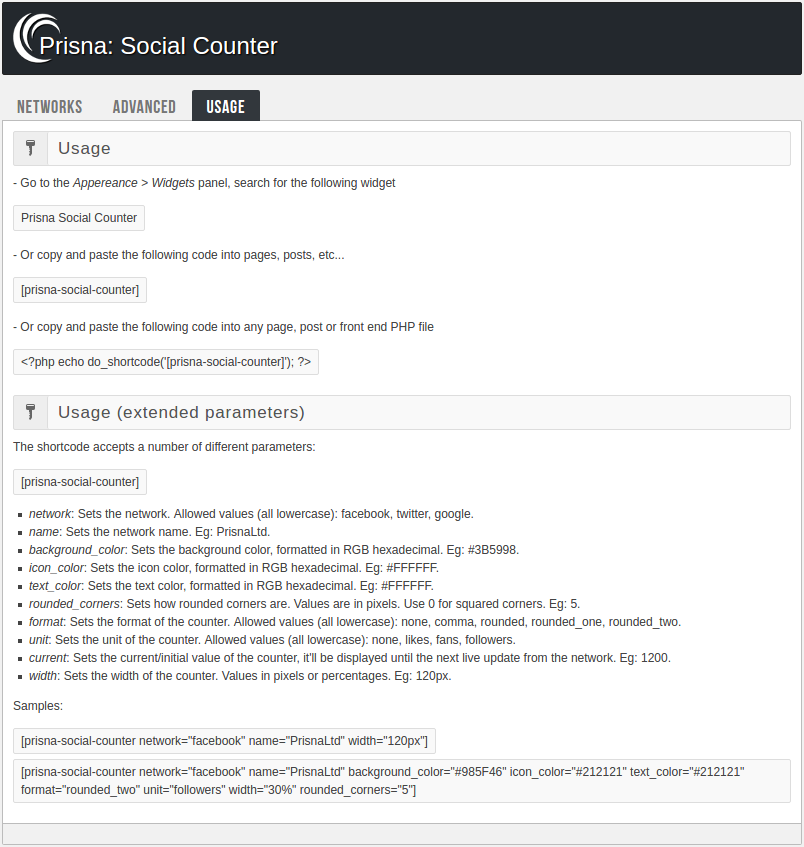 Prisna: Social Counter
NETWORKS ADVANCED USAGE
Usage
- Go to the Appereance > Widgets panel, search for the following widget
Prisna Social Counter
- Or copy and paste the following code into pages, posts, etc...
[prisna-social-counter]
- Or copy and paste the following code into any page, post or front end PHP file
<?php echo do_shortcode('[prisna-social-counter]'); ?>
Usage (extended parameters)
The shortcode accepts a number of different parameters:
[prisna-social-counter]
network: Sets the network. Allowed values (all lowercase): facebook, twitter, google.
name: Sets the network name. Eg: PrisnaLtd.
background_color: Sets the background color, formatted in RGB hexadecimal. Eg: #3B5998.
icon_color: Sets the icon color, formatted in RGB hexadecimal. Eg: #FFFFFF.
text_color: Sets the text color, formatted in RGB hexadecimal. Eg: #FFFFFF.
rounded_corners: Sets how rounded corners are. Values are in pixels. Use 0 for squared corners. Eg: 5.
format: Sets the format of the counter. Allowed values (all lowercase): none, comma, rounded, rounded_one, rounded_two.
unit: Sets the unit of the counter. Allowed values (all lowercase): none, likes, fans, followers.
current: Sets the current/initial value of the counter, it'll be displayed until the next live update from the network. Eg: 1200.
width: Sets the width of the counter. Values in pixels or percentages. Eg: 120px.
Samples:
[prisna-social-counter network="facebook" name="PrisnaLtd" width="120px"]
[prisna-social-counter network="facebook" name="PrisnaLtd" background_color="#985F46" icon_color="#212121" text_color="#212121"
format="rounded_two" unit="followers" width="30%" rounded_corners="5"]